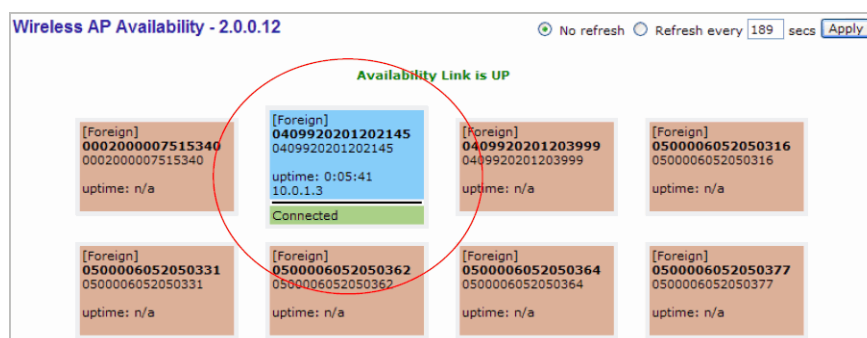 Wireless AP Availability - 2.0.0.12
No refresh Refresh every 189 secs Apply
Availability Link is UP
[Foreign]
0002000007515340
0002000007515340
uptime: n/a
[Foreign]
0409920201202145
0409920201202145
uptime: 0:05:41
10.0.1.3
Connected
[Foreign]
0409920201203999
0409920201203999
uptime: n/a
[Foreign]
0500006052050316
0500006052050316
uptime: n/a
[Foreign]
0500006052050331
0500006052050331
uptime: n/a
[Foreign]
0500006052050362
0500006052050362
uptime: n/a
[Foreign]
0500006052050364
0500006052050364
uptime: n/a
[Foreign]
0500006052050377
0500006052050377
uptime: n/a